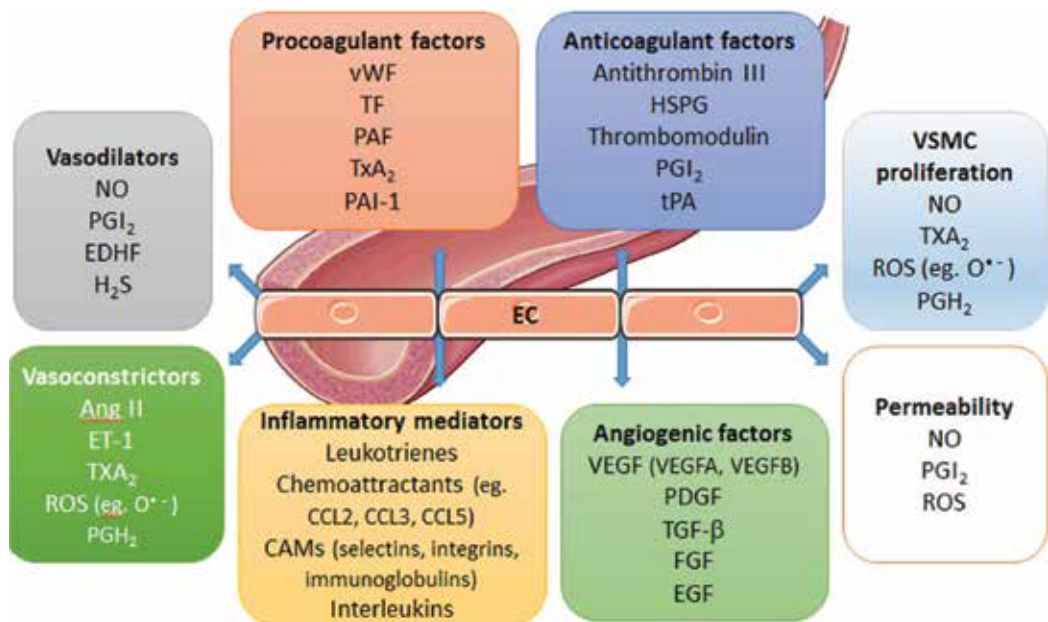 Procoagulant factors
vWF
TF
PAF
TxA₂
PAI-1
Anticoagulant factors
Antithrombin III
HSPG
Thrombomodulin
PGI₂
tPA
Vasodilators
NO
PGI₂
EDHF
H₂S
VSMC
proliferation
NO
TXA₂
ROS (eg. O•⁻)
PGH₂
EC
Vasoconstrictors
Ang II
ET-1
TXA₂
ROS (eg. O•⁻)
PGH₂
Inflammatory mediators
Leukotrienes
Chemoattractants (eg.
CCL2, CCL3, CCL5)
CAMs (selectins, integrins,
immunoglobulins)
Interleukins
Angiogenic factors
VEGF (VEGFA, VEGFB)
PDGF
TGF-β
FGF
EGF
Permeability
NO
PGI₂
ROS